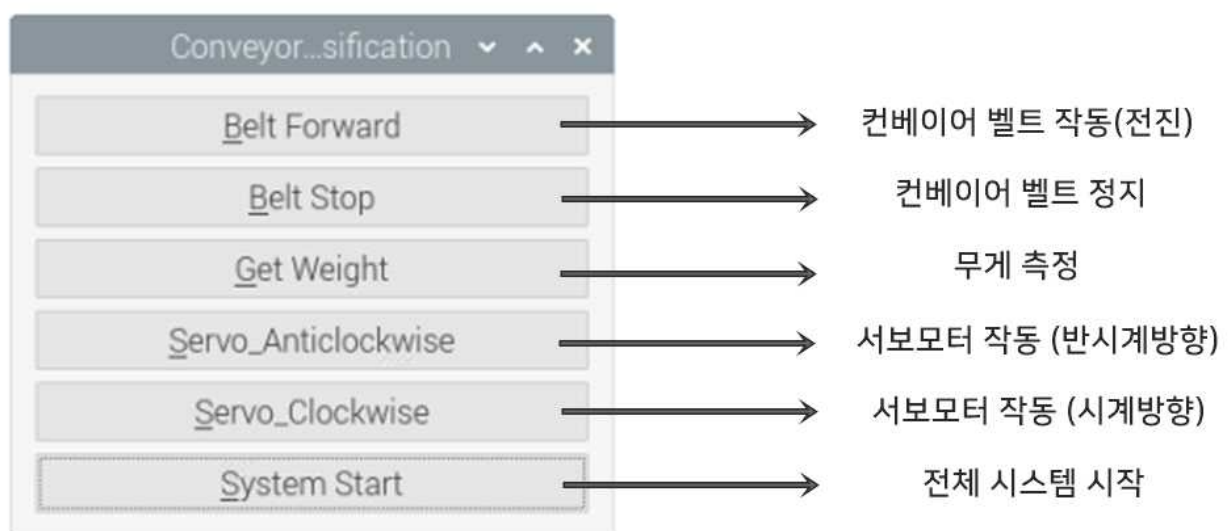 Conveyor...sification
Belt Forward
컨베이어 벨트 작동(전진)
Belt Stop
컨베이어 벨트 정지
Get Weight
무게 측정
Servo_Anticlockwise
서보모터 작동 (반시계방향)
Servo_Clockwise
서보모터 작동 (시계방향)
System Start
전체 시스템 시작